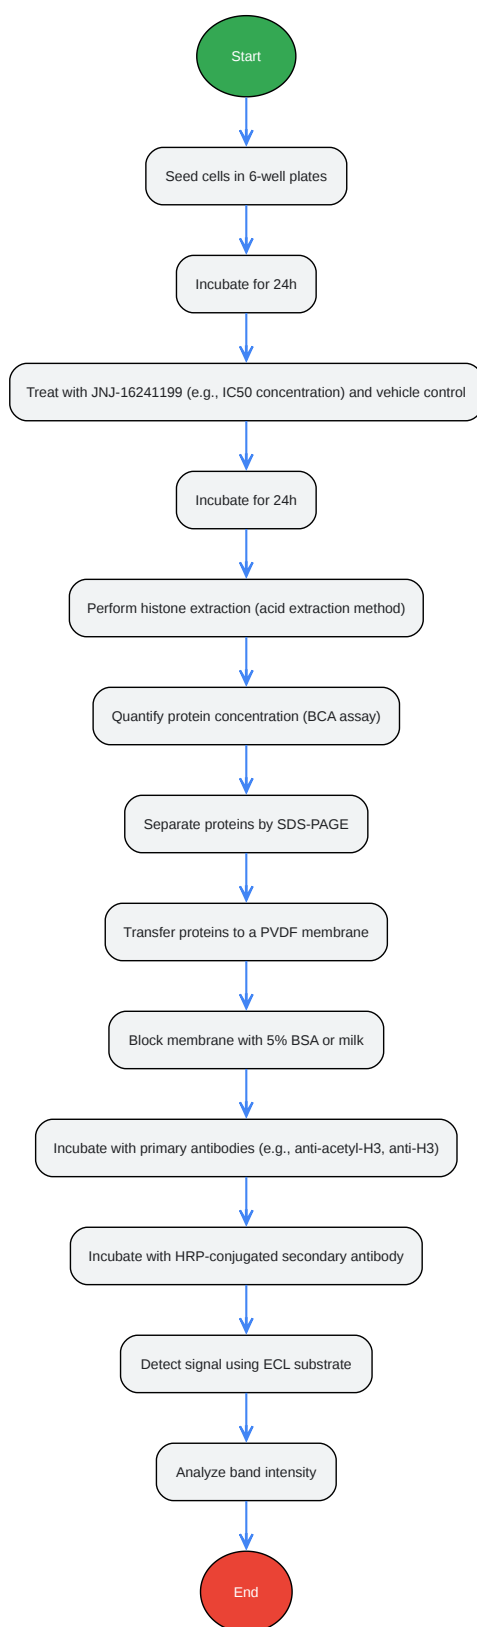 Start
Seed cells in 6-well plates
Incubate for 24h
Treat with JNJ-16241199 (e.g., IC50 concentration) and vehicle control
Incubate for 24h
Perform histone extraction (acid extraction method)
Quantify protein concentration (BCA assay)
Separate proteins by SDS-PAGE
Transfer proteins to a PVDF membrane
Block membrane with 5% BSA or milk
Incubate with primary antibodies (e.g., anti-acetyl-H3, anti-H3)
Incubate with HRP-conjugated secondary antibody
Detect signal using ECL substrate
Analyze band intensity
End